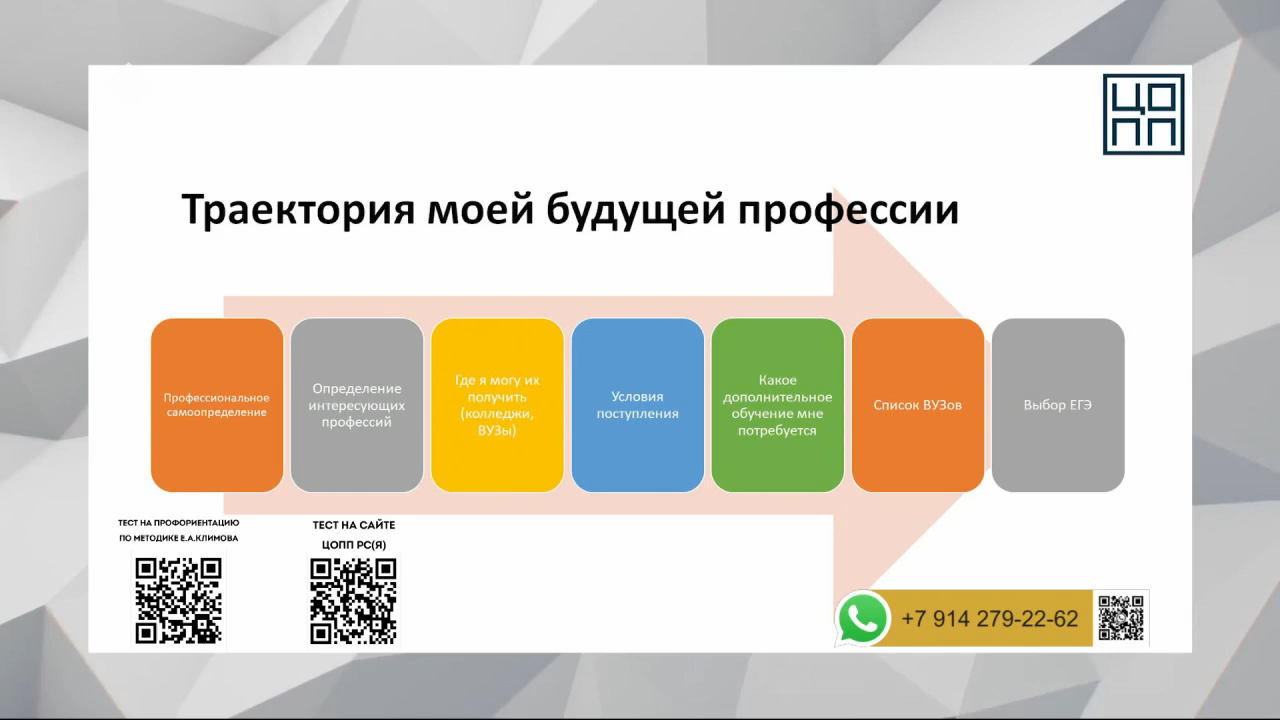 ЦО
ПП
Траектория моей будущей профессии
Профессиональное
самоопределение
Определение
интересующих
профессий
Где я могу их
получить
(колледжи,
ВУЗы)
Условия
поступления
Какое
дополнительное
обучение мне
потребуется
Список ВУЗов
Выбор ЕГЭ
ТЕСТ НА ПРОФОРИЕНТАЦИЮ
ПО МЕТОДИКЕ Е.А.КЛИМОВА
ТЕСТ НА САЙТЕ
ЦОПП РС(Я)
+7 914 279-22-62